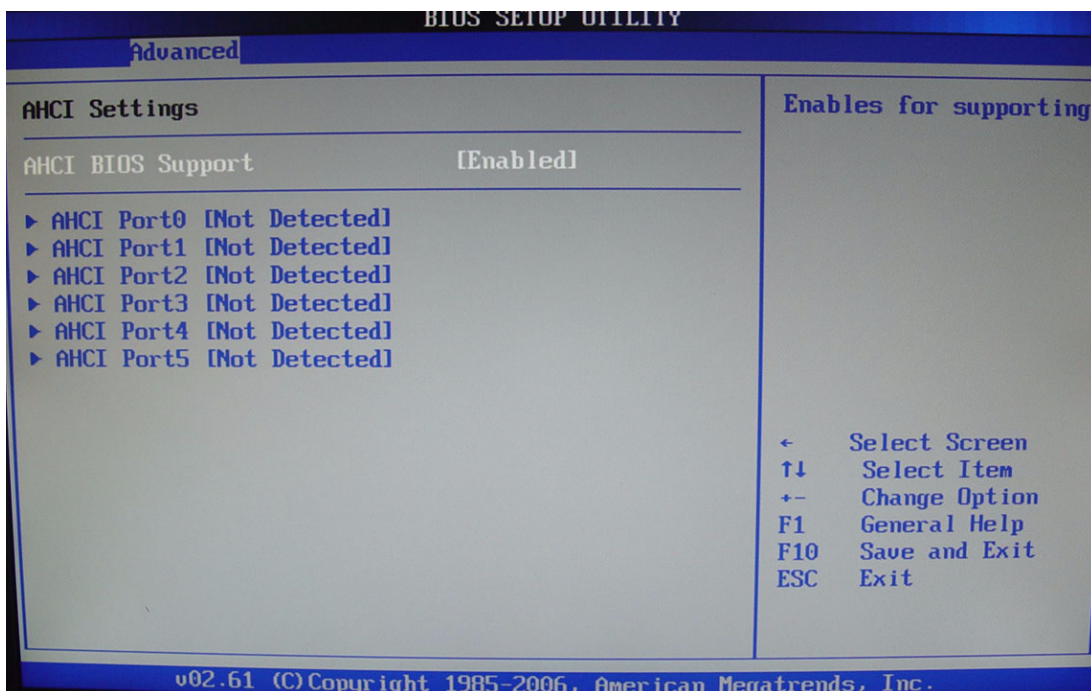 BIOS SETUP UTILITY
Advanced
AHCI Settings
AHCI BIOS Support [Enabled]
▶ AHCI Port0 [Not Detected]
▶ AHCI Port1 [Not Detected]
▶ AHCI Port2 [Not Detected]
▶ AHCI Port3 [Not Detected]
▶ AHCI Port4 [Not Detected]
▶ AHCI Port5 [Not Detected]
Enables for supporting
← Select Screen
↑↓ Select Item
+- Change Option
F1 General Help
F10 Save and Exit
ESC Exit
v02.61 (C)Copyright 1985-2006, American Megatrends, Inc.